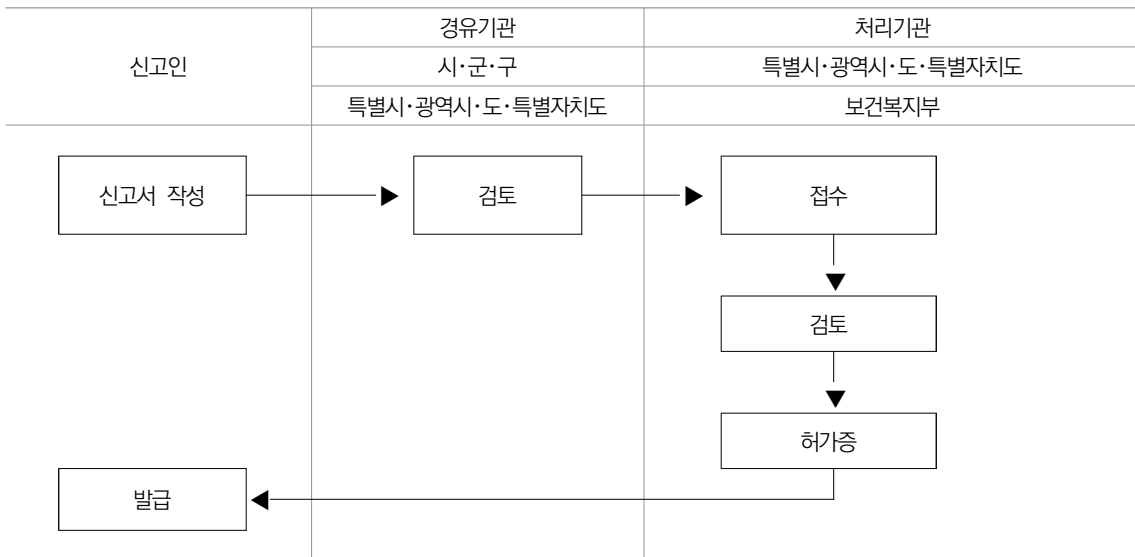 경유기관
처리기관
신고인
시·군·구
특별시·광역시·도·특별자치도
특별시·광역시·도·특별자치도
보건복지부
신고서 작성
검토
접수
검토
허가증
발급